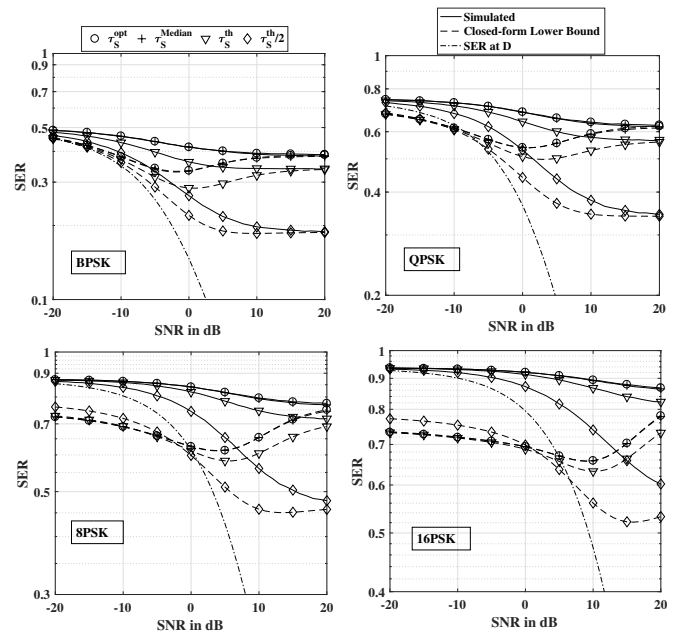 τ_S^opt τ_S^Median τ_S^th τ_S^th/2
Simulated
Closed-form Lower Bound
SER at D
1
0.9
0.5
0.3
0.1
SER
BPSK
-20 -10 0 10 20
SNR in dB
1
0.8
0.6
0.4
0.2
SER
QPSK
-20 -10 0 10 20
SNR in dB
1
0.9
0.7
0.5
0.3
SER
8PSK
-20 -10 0 10 20
SNR in dB
1
0.9
0.8
0.7
0.6
0.5
0.4
SER
16PSK
-20 -10 0 10 20
SNR in dB